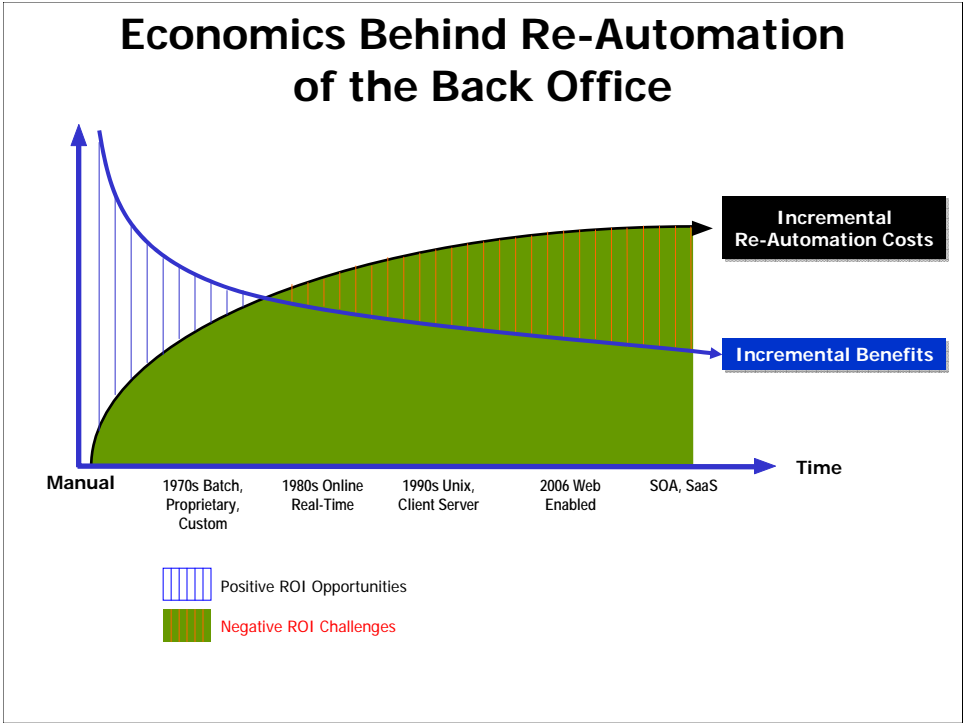 Economics Behind Re-Automation
of the Back Office
Incremental
Re-Automation Costs
Incremental Benefits
Time
Manual
1970s Batch,
Proprietary,
Custom
1980s Online
Real-Time
1990s Unix,
Client Server
2006 Web
Enabled
SOA, SaaS
Positive ROI Opportunities
Negative ROI Challenges